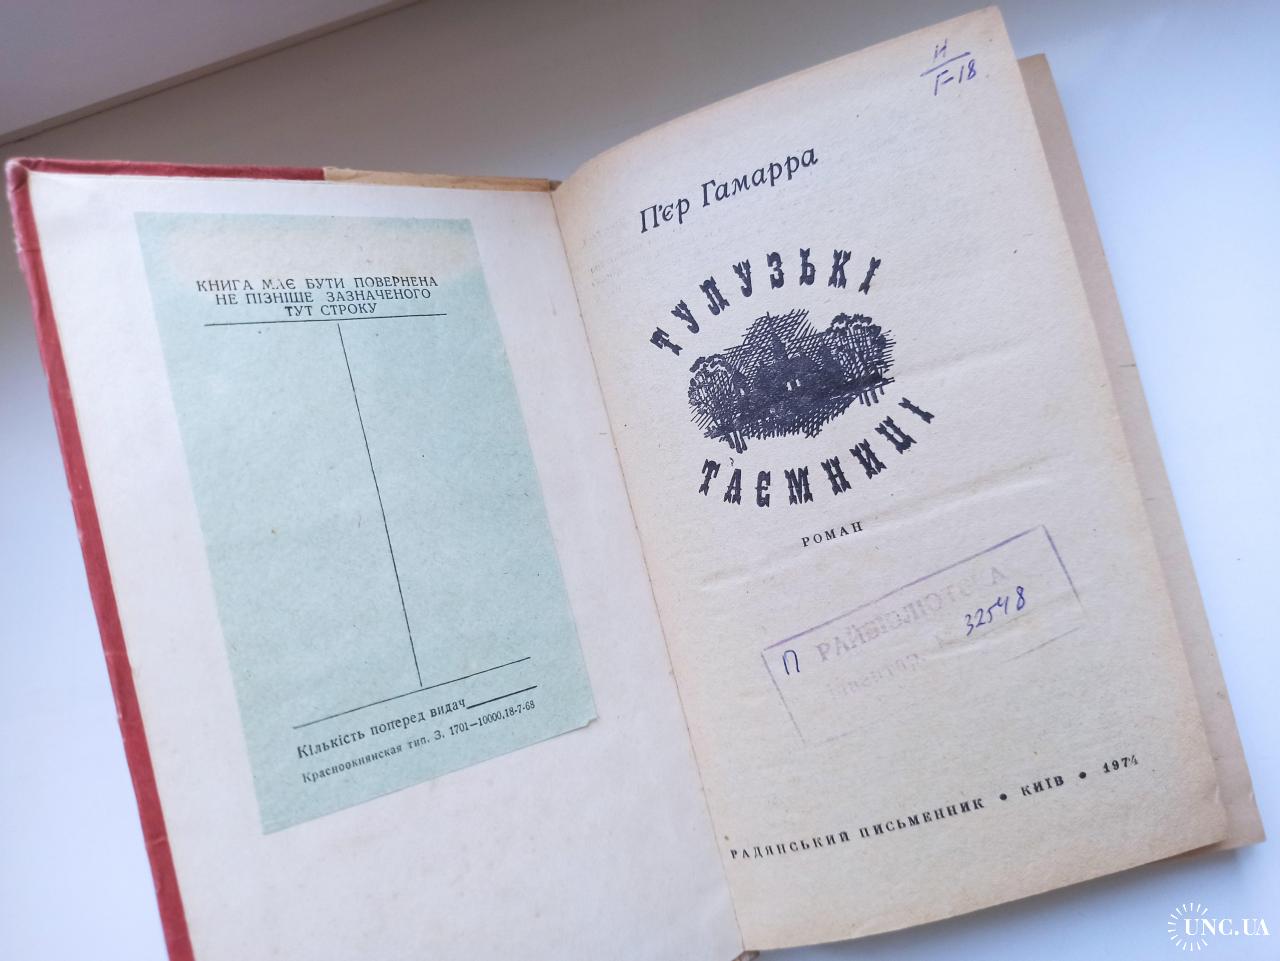 КНИГА МАЄ БУТИ ПОВЕРНЕНА
НЕ ПІЗНІШЕ ЗАЗНАЧЕНОГО
ТУТ СТРОКУ
Кількість поперед видач
Красноокнянская тип. З. 1701—10000.18-7-68
И
Г-18
П'єр Гамарра
ТУЛУЗЬКІ
ТАЄМНИЦІ
РОМАН
П РАЙБІБЛІОТЕКА
32548
РАДЯНСЬКИЙ ПИСЬМЕННИК • КИЇВ • 1974
UNC.UA